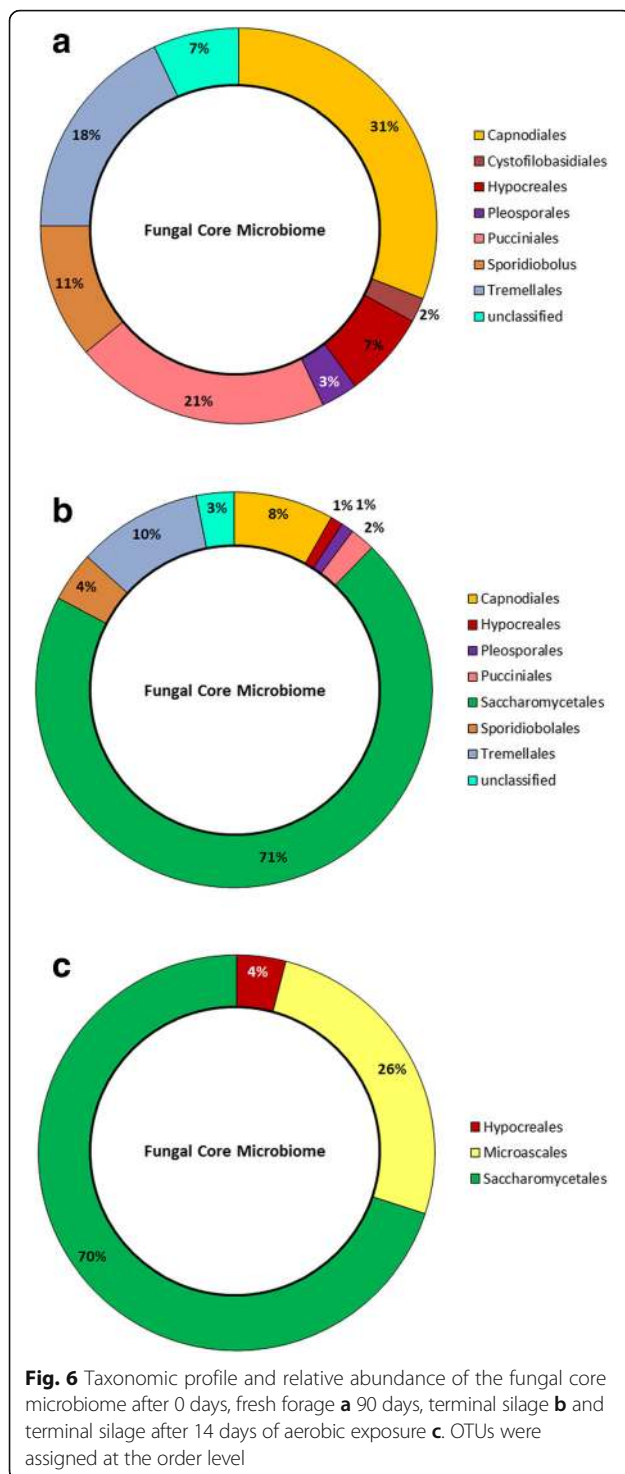 a
7%
31%
18%
Fungal Core Microbiome
11%
2%
7%
3%
21%
Capnodiales
Cystofilobasidiales
Hypocreales
Pleosporales
Pucciniales
Sporidiobolus
Tremellales
unclassified
b
3%
8%
1% 1%
2%
10%
4%
Fungal Core Microbiome
71%
Capnodiales
Hypocreales
Pleosporales
Pucciniales
Saccharomycetales
Sporidiobolales
Tremellales
unclassified
c
4%
26%
Fungal Core Microbiome
70%
Hypocreales
Microascales
Saccharomycetales
Fig. 6 Taxonomic profile and relative abundance of the fungal core
microbiome after 0 days, fresh forage a 90 days, terminal silage b and
terminal silage after 14 days of aerobic exposure c. OTUs were
assigned at the order level